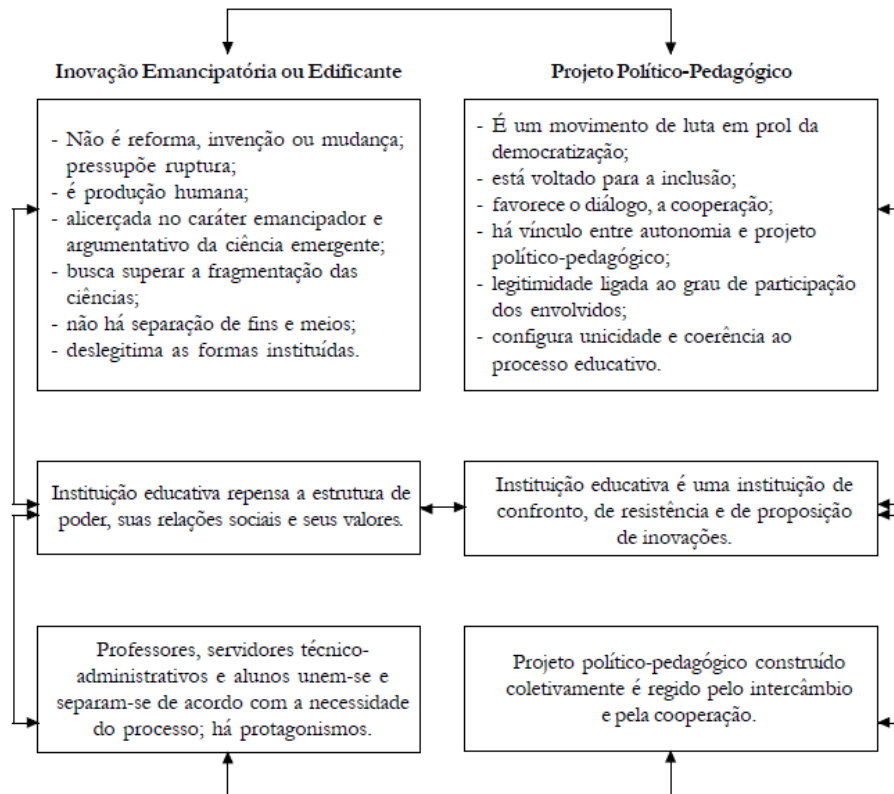 Inovação Emancipatória ou Edificante
- Não é reforma, invenção ou mudança;
pressupõe ruptura;
- é produção humana;
- alicerçada no caráter emancipador e
argumentativo da ciência emergente;
- busca superar a fragmentação das
ciências;
- não há separação de fins e meios;
- deslegitima as formas instituídas.
Projeto Político-Pedagógico
- É um movimento de luta em prol da
democratização;
- está voltado para a inclusão;
- favorece o diálogo, a cooperação;
- há vínculo entre autonomia e projeto
político-pedagógico;
- legitimidade ligada ao grau de participação
dos envolvidos;
- configura unicidade e coerência ao
processo educativo.
Instituição educativa repensa a estrutura de
poder, suas relações sociais e seus valores.
Instituição educativa é uma instituição de
confronto, de resistência e de proposição
de inovações.
Professores, servidores técnico-
administrativos e alunos unem-se e
separam-se de acordo com a necessidade
do processo; há protagonismos.
Projeto político-pedagógico construído
coletivamente é regido pelo intercâmbio
e pela cooperação.